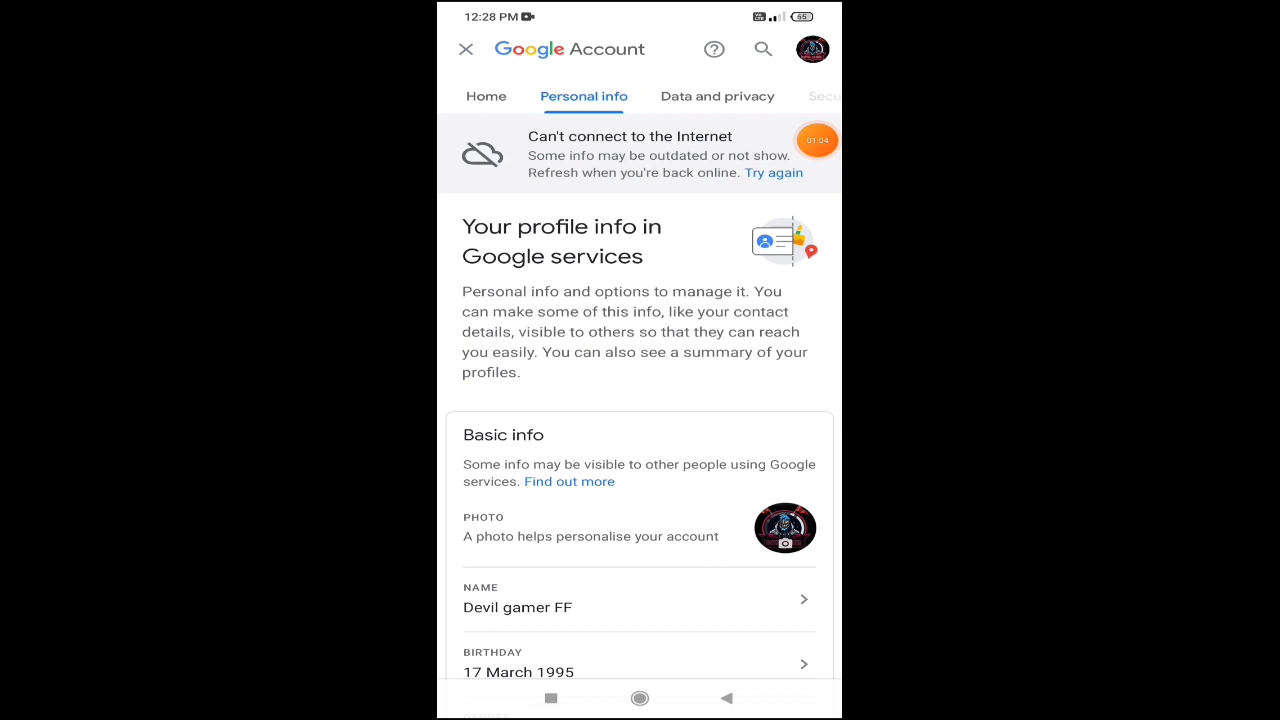 12:28 PM
65
Google Account
Home Personal info Data and privacy Secu
Can't connect to the Internet
Some info may be outdated or not show.
Refresh when you're back online. Try again
01:04
Your profile info in
Google services
Personal info and options to manage it. You
can make some of this info, like your contact
details, visible to others so that they can reach
you easily. You can also see a summary of your
profiles.
Basic info
Some info may be visible to other people using Google
services. Find out more
PHOTO
A photo helps personalise your account
NAME
Devil gamer FF
BIRTHDAY
17 March 1995